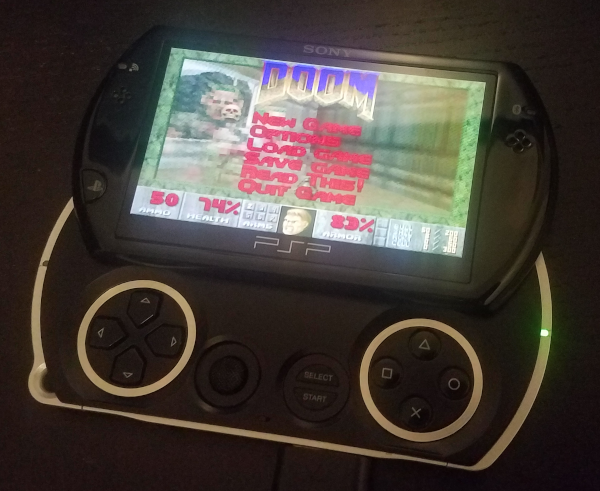 SONY
DOOM
New Game
Options
Load Game
Save Game
Read This!
Quit Game
50 74% 83%
AMMO HEALTH ARMS ARMOR
PSP
SELECT
START